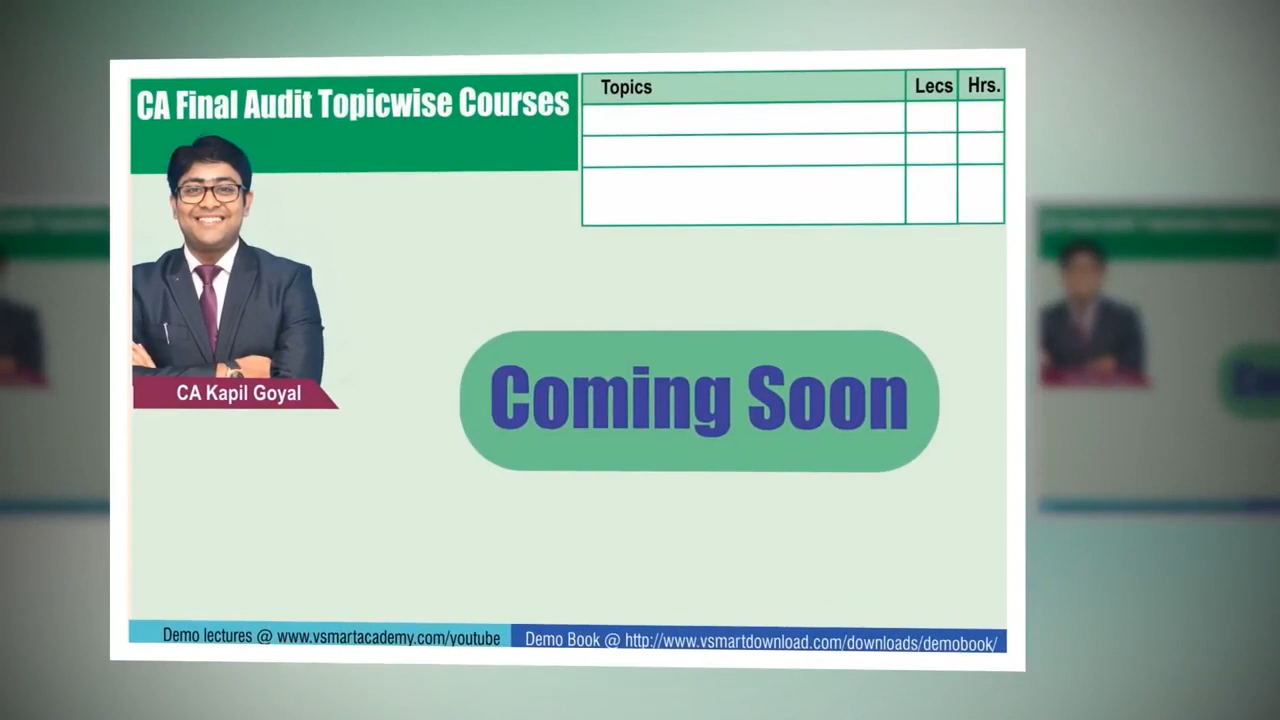 CA Final Audit Topicwise Courses
Topics Lecs Hrs.
CA Kapil Goyal
Coming Soon
Demo lectures @ www.vsmartacademy.com/youtube
Demo Book @ http://www.vsmartdownload.com/downloads/demobook/